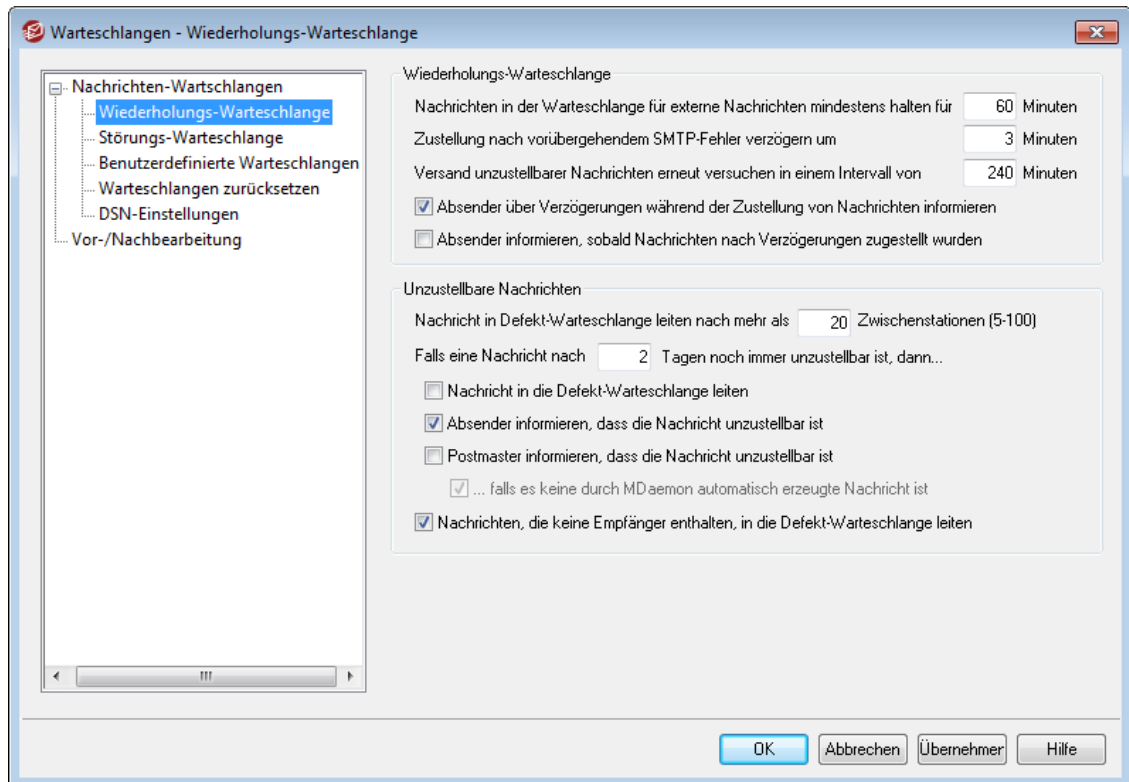 Warteschlangen - Wiederholungs-Warteschlange
Nachrichten-Wartschlangen
Wiederholungs-Warteschlange
Störungs-Warteschlange
Benutzerdefinierte Warteschlangen
Warteschlangen zurücksetzen
DSN-Einstellungen
Vor-/Nachbearbeitung
Wiederholungs-Warteschlange
Nachrichten in der Warteschlange für externe Nachrichten mindestens halten für 60 Minuten
Zustellung nach vorübergehendem SMTP-Fehler verzögern um 3 Minuten
Versand unzustellbarer Nachrichten erneut versuchen in einem Intervall von 240 Minuten
Absender über Verzögerungen während der Zustellung von Nachrichten informieren
Absender informieren, sobald Nachrichten nach Verzögerungen zugestellt wurden
Unzustellbare Nachrichten
Nachricht in Defekt-Warteschlange leiten nach mehr als 20 Zwischenstationen (5-100)
Falls eine Nachricht nach 2 Tagen noch immer unzustellbar ist, dann...
Nachricht in die Defekt-Warteschlange leiten
Absender informieren, dass die Nachricht unzustellbar ist
Postmaster informieren, dass die Nachricht unzustellbar ist
... falls es keine durch MDaemon automatisch erzeugte Nachricht ist
Nachrichten, die keine Empfänger enthalten, in die Defekt-Warteschlange leiten
OK Abbrechen Übernehmer Hilfe